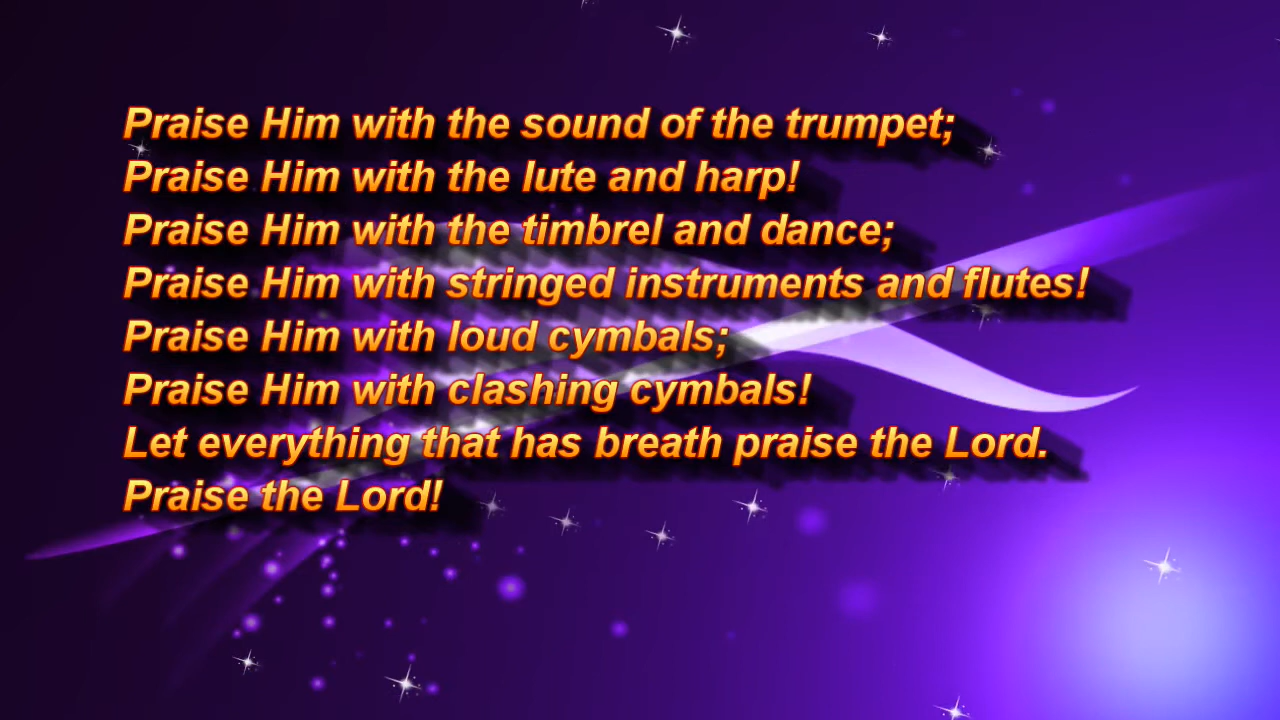 Praise Him with the sound of the trumpet;
Praise Him with the lute and harp!
Praise Him with the timbrel and dance;
Praise Him with stringed instruments and flutes!
Praise Him with loud cymbals;
Praise Him with clashing cymbals!
Let everything that has breath praise the Lord.
Praise the Lord!